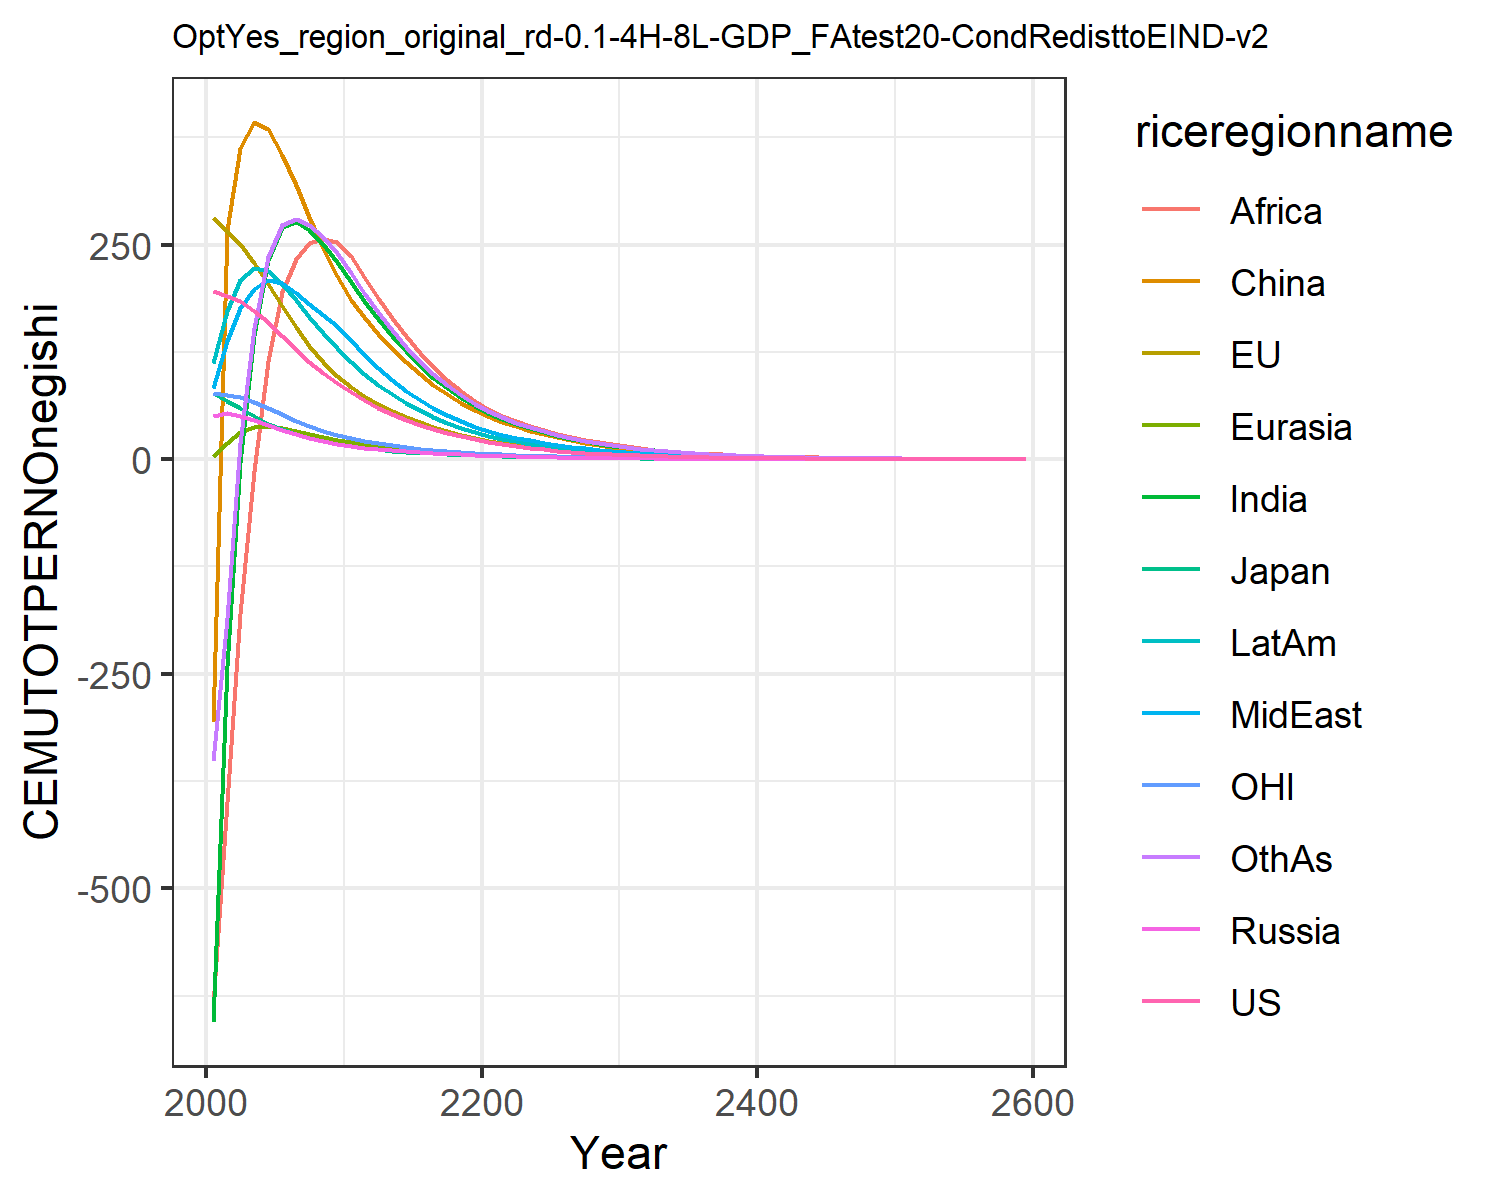 OptYes_region_original_rd-0.1-4H-8L-GDP_FAtest20-CondRedisttoEIND-v2
CEMUTOTPERNOnegishi
250
0
-250
-500
2000
2200
2400
2600
Year
riceregionname
Africa
China
EU
Eurasia
India
Japan
LatAm
MidEast
OHI
OthAs
Russia
US